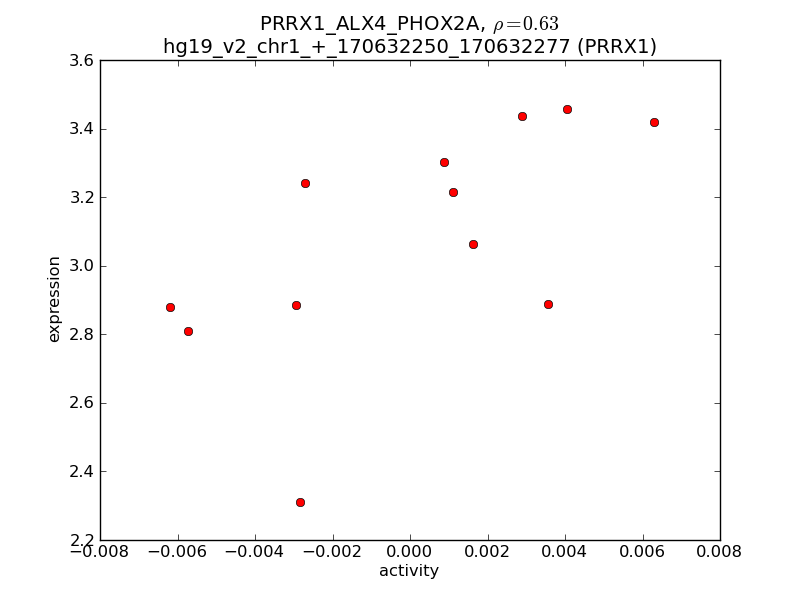 PRRX1_ALX4_PHOX2A, ρ=0.63
hg19_v2_chr1_+_170632250_170632277 (PRRX1)
3.6
3.4
3.2
3.0
2.8
2.6
2.4
2.2
expression
−0.008 −0.006 −0.004 −0.002 0.000 0.002 0.004 0.006 0.008
activity